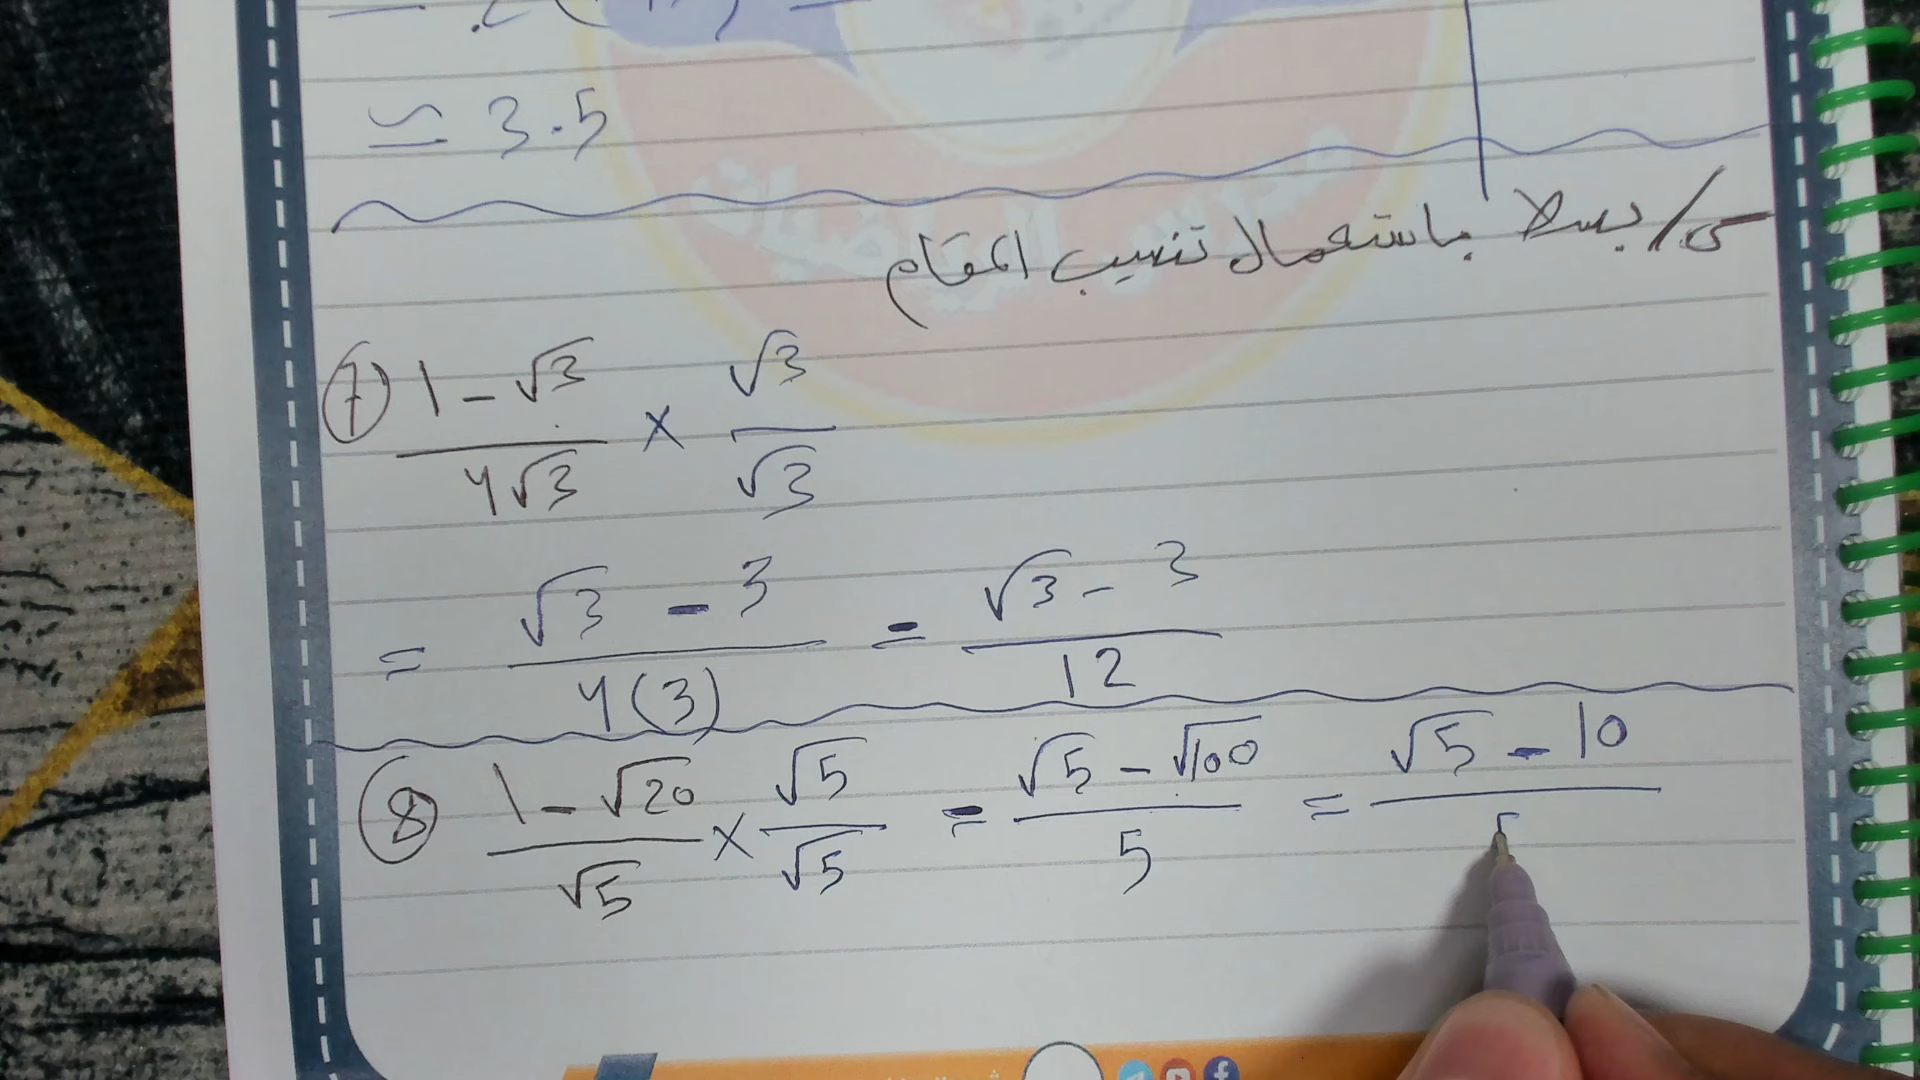 ≃ 3.5
س/ بسط باستعمال تنسيب المقام
⑦ (1 - √3)/(4√3) × √3/√3
= (√3 - 3)/(4(3)) = (√3 - 3)/12
⑧ (1 - √20)/√5 × √5/√5 = (√5 - √100)/5 = (√5 - 10)/